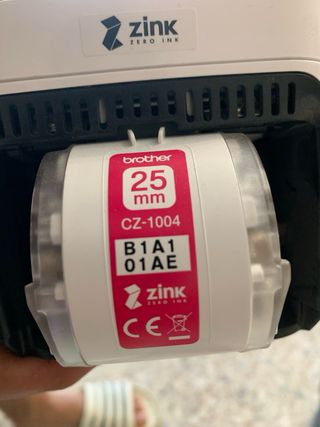 ZINK
ZERO INK
brother
25
mm
CZ-1004
B1A1
01AE
ZINK
ZERO INK
CE